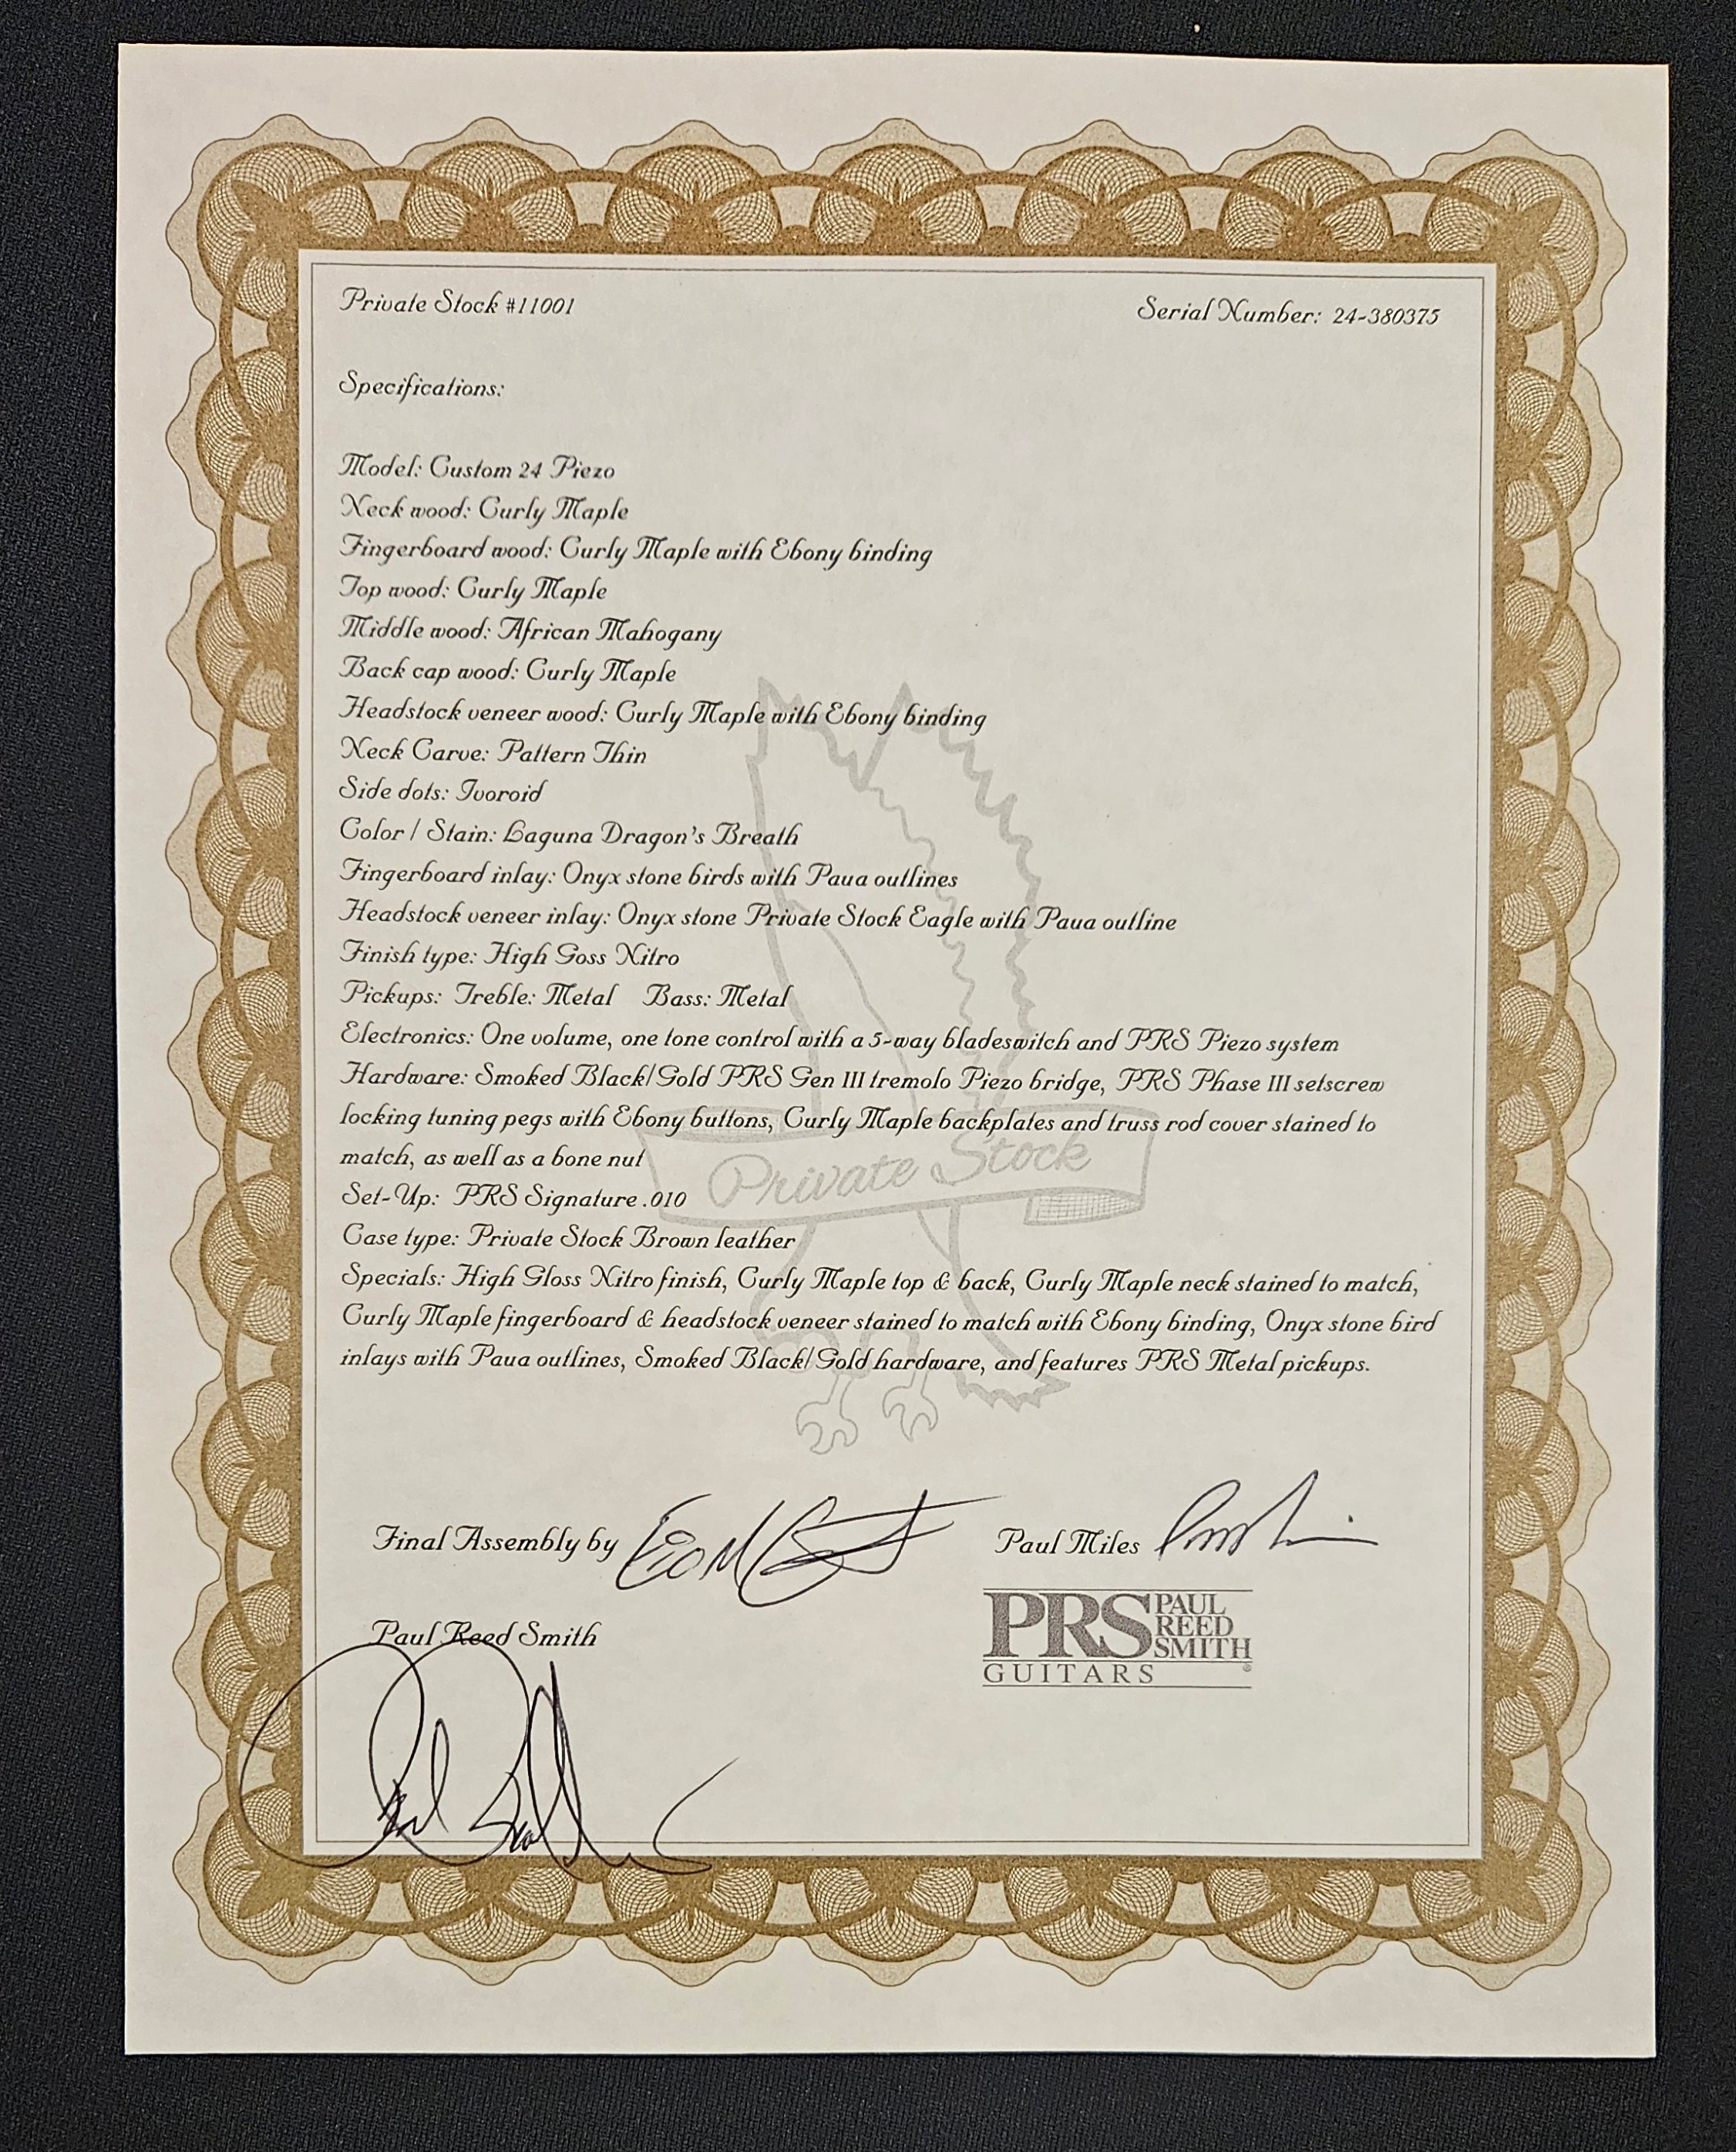 Private Stock #11001
Serial Number: 24-380375
Specifications:
Model: Custom 24 Piezo
Neck wood: Curly Maple
Fingerboard wood: Curly Maple with Ebony binding
Top wood: Curly Maple
Middle wood: African Mahogany
Back cap wood: Curly Maple
Headstock veneer wood: Curly Maple with Ebony binding
Neck Carve: Pattern Thin
Side dots: Ivoroid
Color / Stain: Laguna Dragon's Breath
Fingerboard inlay: Onyx stone birds with Paua outlines
Headstock veneer inlay: Onyx stone Private Stock Eagle with Paua outline
Finish type: High Goss Nitro
Pickups: Treble: Metal Bass: Metal
Electronics: One volume, one tone control with a 5-way bladeswitch and PRS Piezo system
Hardware: Smoked Black/Gold PRS Gen III tremolo Piezo bridge, PRS Phase III setscrew
locking tuning pegs with Ebony buttons, Curly Maple backplates and truss rod cover stained to
match, as well as a bone nut
Private Stock
Set-Up: PRS Signature .010
Case type: Private Stock Brown leather
Specials: High Gloss Nitro finish, Curly Maple top & back, Curly Maple neck stained to match,
Curly Maple fingerboard & headstock veneer stained to match with Ebony binding, Onyx stone bird
inlays with Paua outlines, Smoked Black/Gold hardware, and features PRS Metal pickups.
Final Assembly by
Paul Miles
Paul Reed Smith
PRS PAUL
REED
SMITH
GUITARS